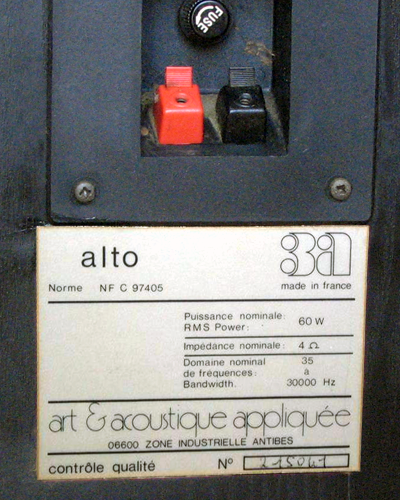 FUSE
alto 3a
Norme NF C 97405 made in france
Puissance nominale:
RMS Power: 60 W
Impédance nominale: 4 Ω
Domaine nominal 35
de fréquences: a
Bandwidth. 30000 Hz
art & acoustique appliquée
06600 ZONE INDUSTRIELLE ANTIBES
contrôle qualité Nº